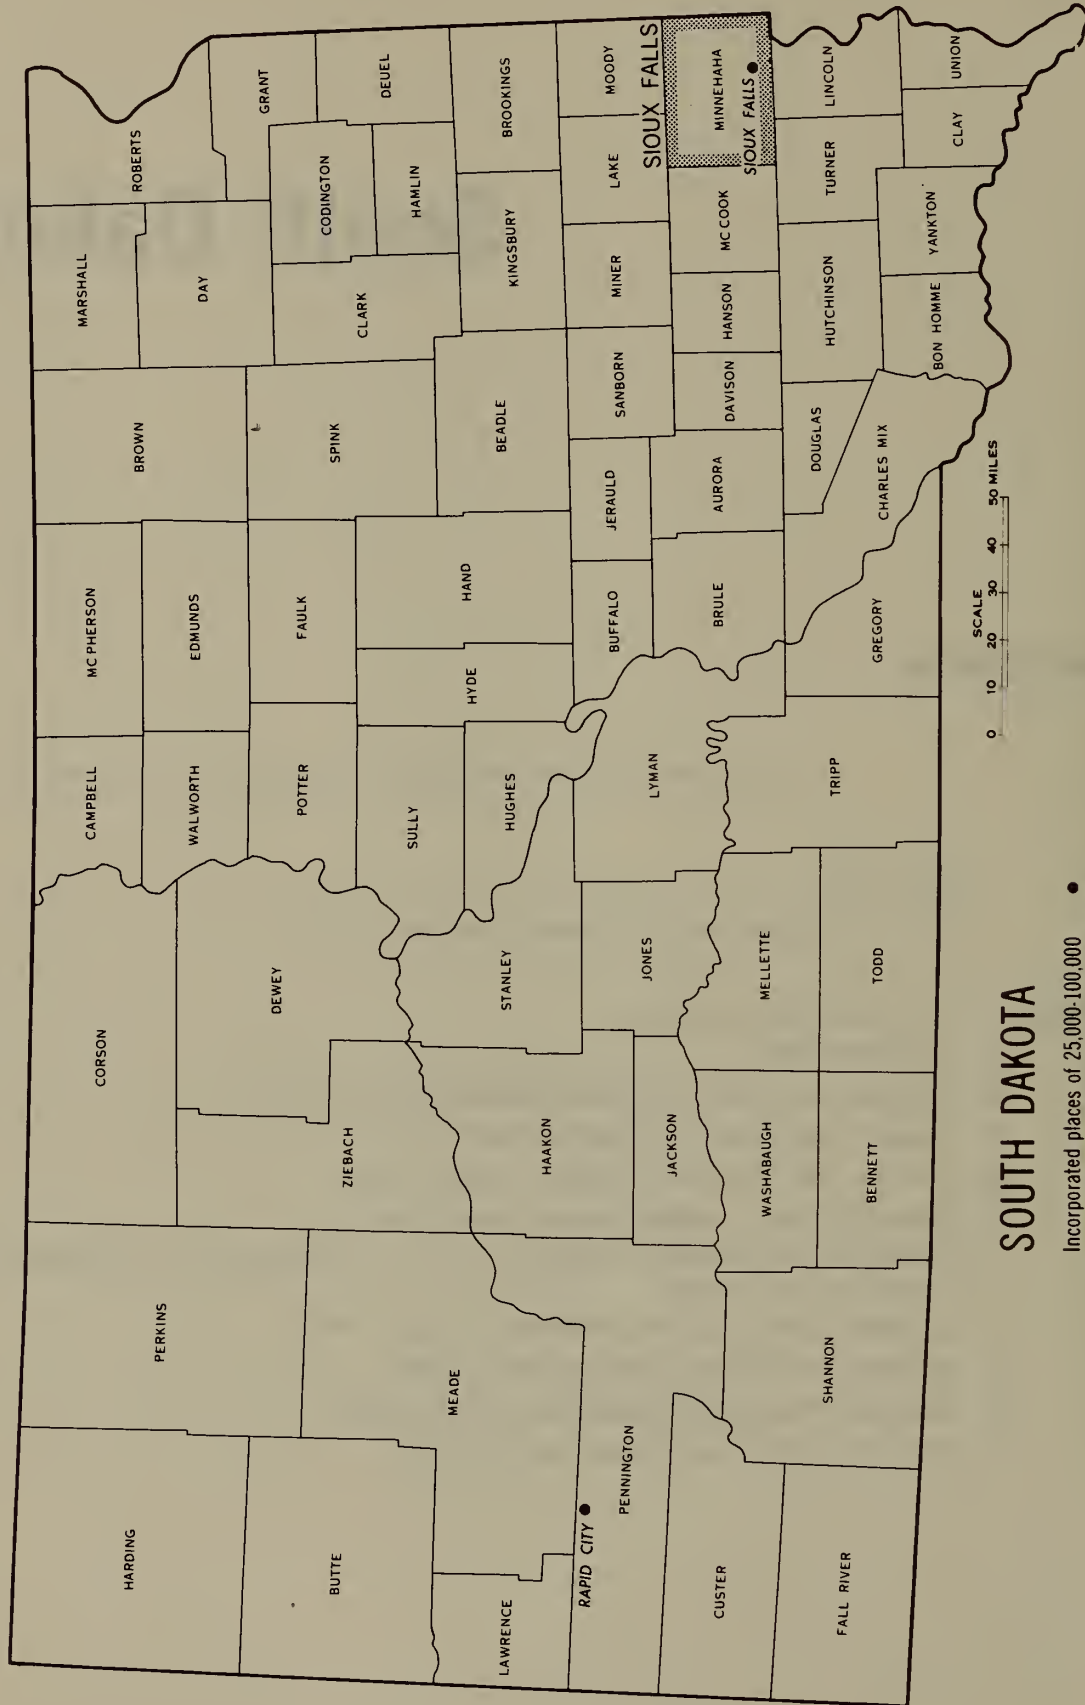 HARDING
PERKINS
CORSON
CAMPBELL
MC PHERSON
BROWN
MARSHALL
ROBERTS
BUTTE
MEADE
ZIEBACH
DEWEY
WALWORTH
EDMUNDS
DAY
GRANT
POTTER
FAULK
SPINK
CLARK
CODINGTON
DEUEL
HAMLIN
LAWRENCE
SULLY
HYDE
HAND
BEADLE
KINGSBURY
BROOKINGS
HAAKON
STANLEY
HUGHES
RAPID CITY
PENNINGTON
JACKSON
JONES
LYMAN
BUFFALO
JERAULD
SANBORN
MINER
LAKE
MOODY
SIOUX FALLS
CUSTER
WASHABAUGH
MELLETTE
BRULE
AURORA
DAVISON
HANSON
MC COOK
MINNEHAHA
SIOUX FALLS
FALL RIVER
SHANNON
BENNETT
TODD
TRIPP
GREGORY
CHARLES MIX
DOUGLAS
HUTCHINSON
TURNER
LINCOLN
BON HOMME
YANKTON
CLAY
UNION
SCALE
0 10 20 30 40 50 MILES
SOUTH DAKOTA
Incorporated places of 25,000-100,000